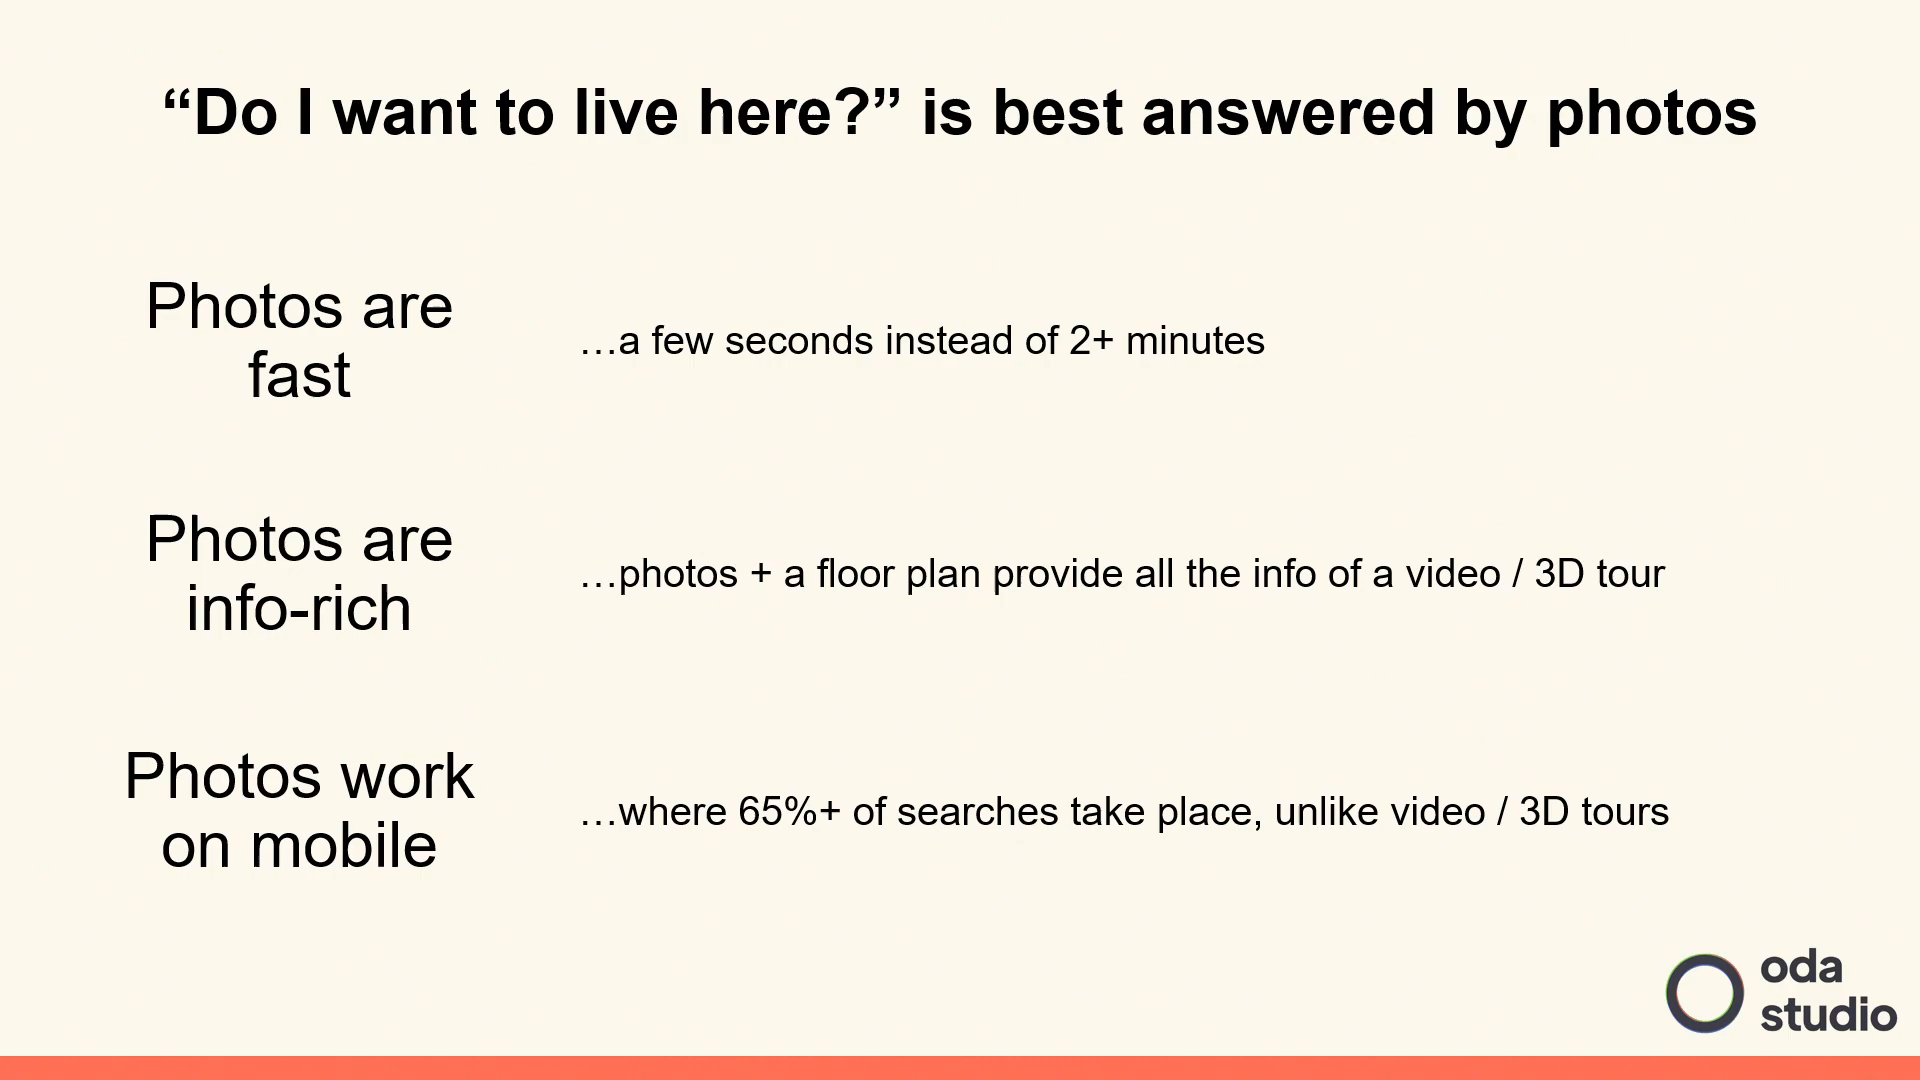 “Do I want to live here?” is best answered by photos
Photos are
fast
…a few seconds instead of 2+ minutes
Photos are
info-rich
…photos + a floor plan provide all the info of a video / 3D tour
Photos work
on mobile
…where 65%+ of searches take place, unlike video / 3D tours
oda
studio